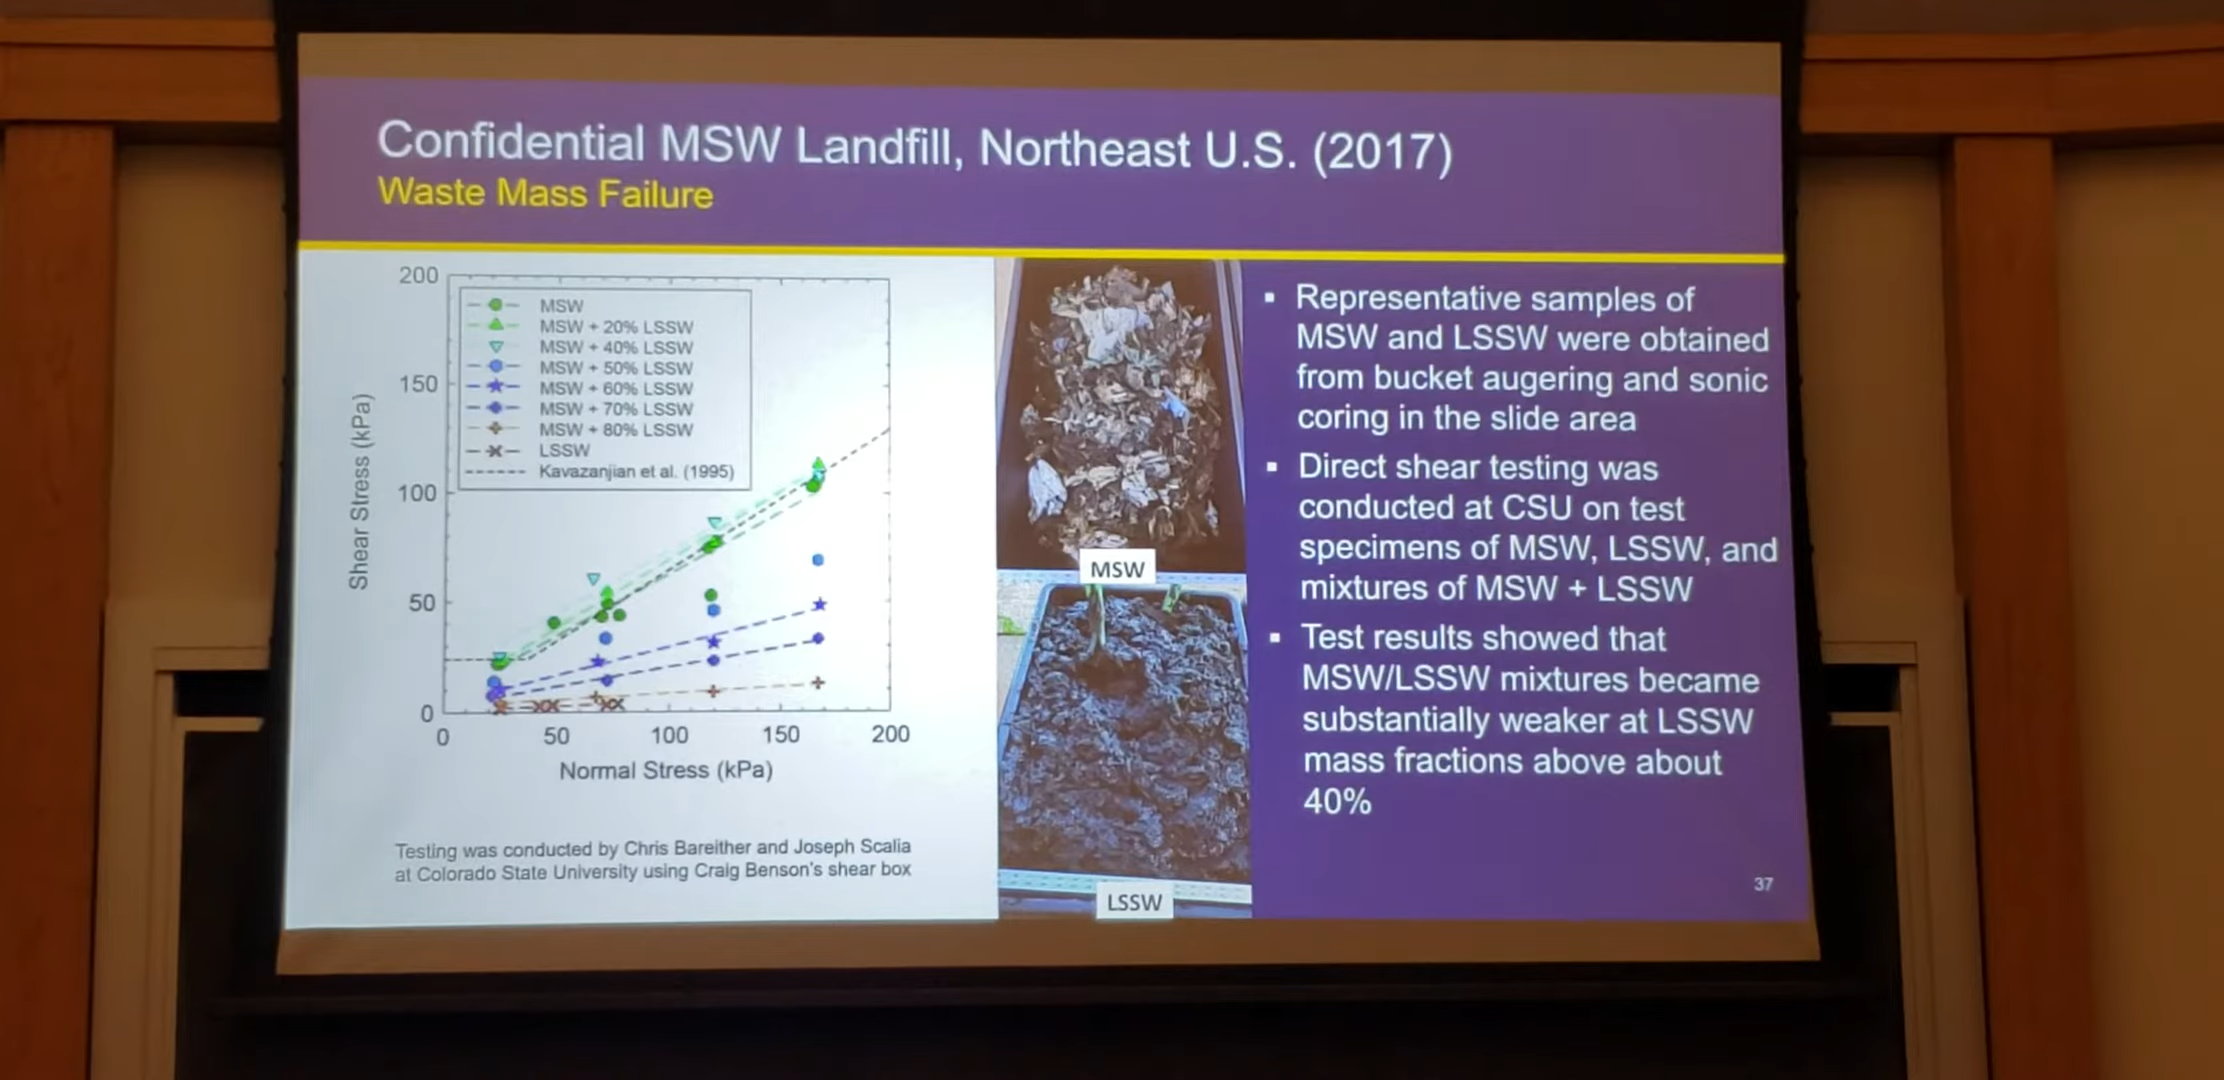 Confidential MSW Landfill, Northeast U.S. (2017)
Waste Mass Failure
200
150
100
50
0
Shear Stress (kPa)
MSW
MSW + 20% LSSW
MSW + 40% LSSW
MSW + 50% LSSW
MSW + 60% LSSW
MSW + 70% LSSW
MSW + 80% LSSW
LSSW
Kavazanjian et al. (1995)
0 50 100 150 200
Normal Stress (kPa)
Testing was conducted by Chris Bareither and Joseph Scalia
at Colorado State University using Craig Benson's shear box
MSW
LSSW
▪ Representative samples of
MSW and LSSW were obtained
from bucket augering and sonic
coring in the slide area
▪ Direct shear testing was
conducted at CSU on test
specimens of MSW, LSSW, and
mixtures of MSW + LSSW
▪ Test results showed that
MSW/LSSW mixtures became
substantially weaker at LSSW
mass fractions above about
40%
37